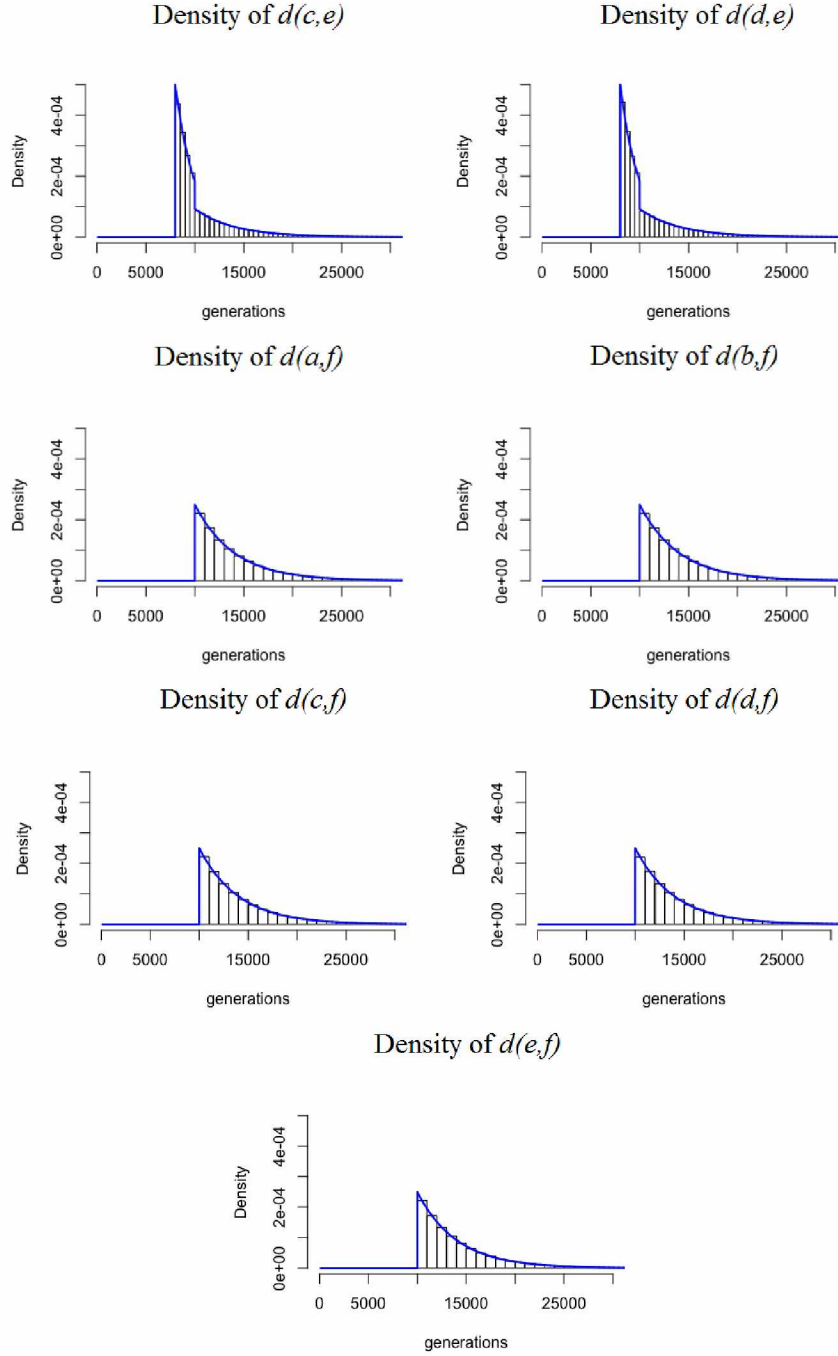 Density of d(c,e)
Density
0e+00 2e-04 4e-04
0 5000 15000 25000
generations
Density of d(d,e)
Density
0e+00 2e-04 4e-04
0 5000 15000 25000
generations
Density of d(a,f)
Density
0e+00 2e-04 4e-04
0 5000 15000 25000
generations
Density of d(b,f)
Density
0e+00 2e-04 4e-04
0 5000 15000 25000
generations
Density of d(c,f)
Density
0e+00 2e-04 4e-04
0 5000 15000 25000
generations
Density of d(d,f)
Density
0e+00 2e-04 4e-04
0 5000 15000 25000
generations
Density of d(e,f)
Density
0e+00 2e-04 4e-04
0 5000 15000 25000
generations